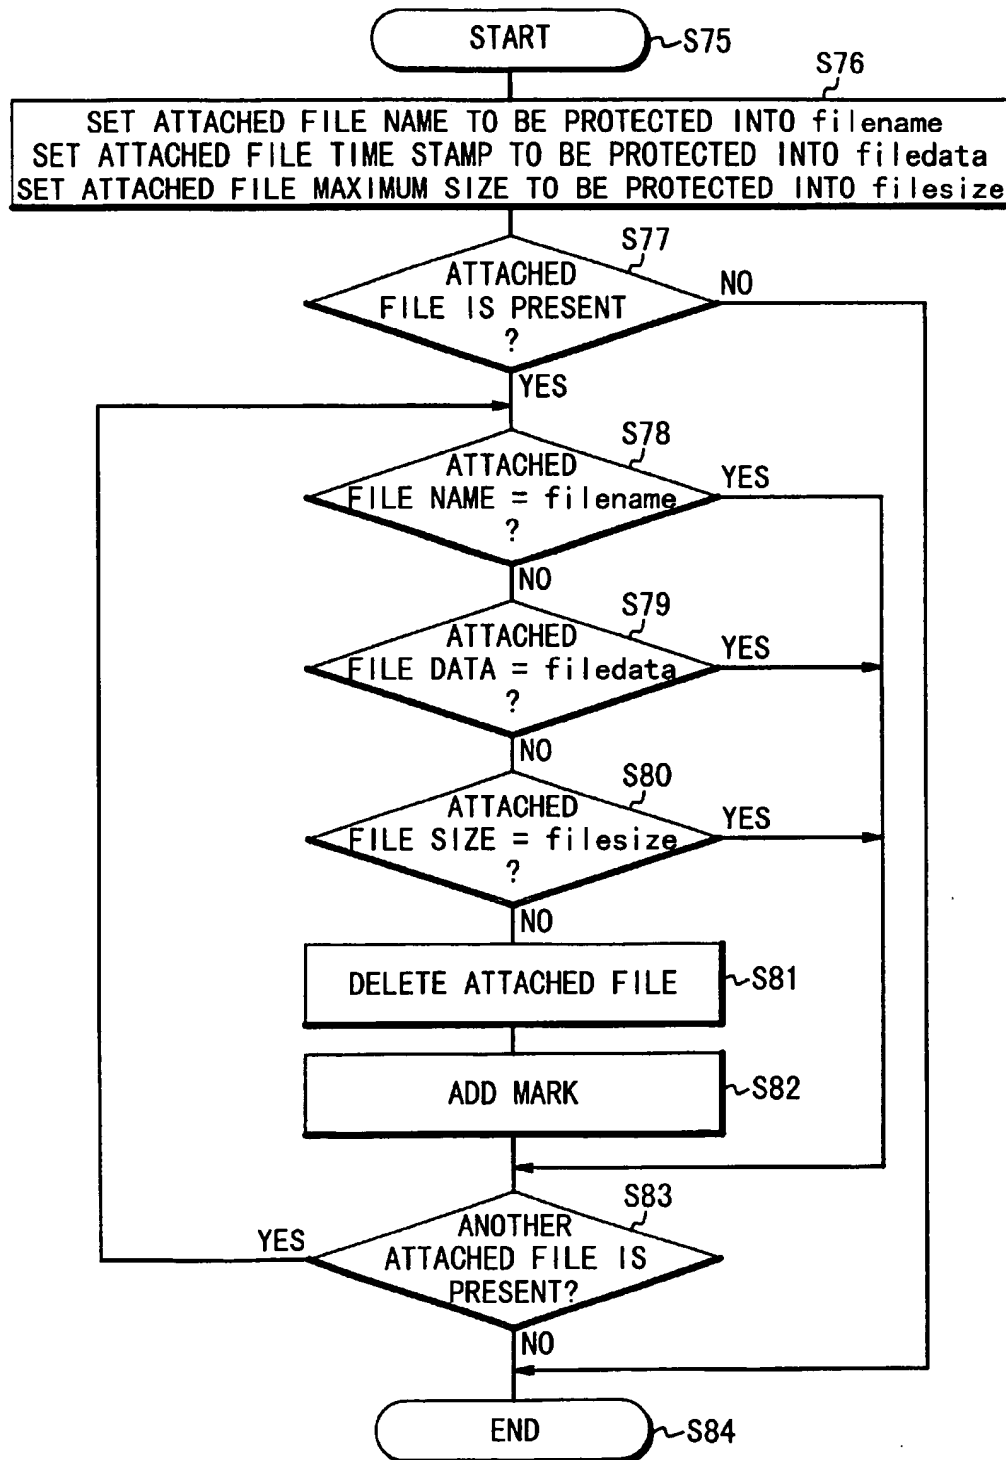 START
S75
S76
SET ATTACHED FILE NAME TO BE PROTECTED INTO filename
SET ATTACHED FILE TIME STAMP TO BE PROTECTED INTO filedata
SET ATTACHED FILE MAXIMUM SIZE TO BE PROTECTED INTO filesize
S77
ATTACHED
FILE IS PRESENT
?
NO
YES
S78
ATTACHED
FILE NAME = filename
?
YES
NO
S79
ATTACHED
FILE DATA = filedata
?
YES
NO
S80
ATTACHED
FILE SIZE = filesize
?
YES
NO
DELETE ATTACHED FILE
S81
ADD MARK
S82
S83
ANOTHER
ATTACHED FILE IS
PRESENT?
YES
NO
END
S84